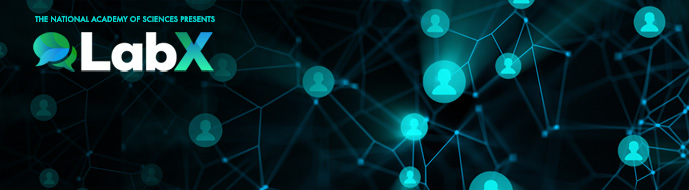 THE NATIONAL ACADEMY OF SCIENCES PRESENTS
LabX